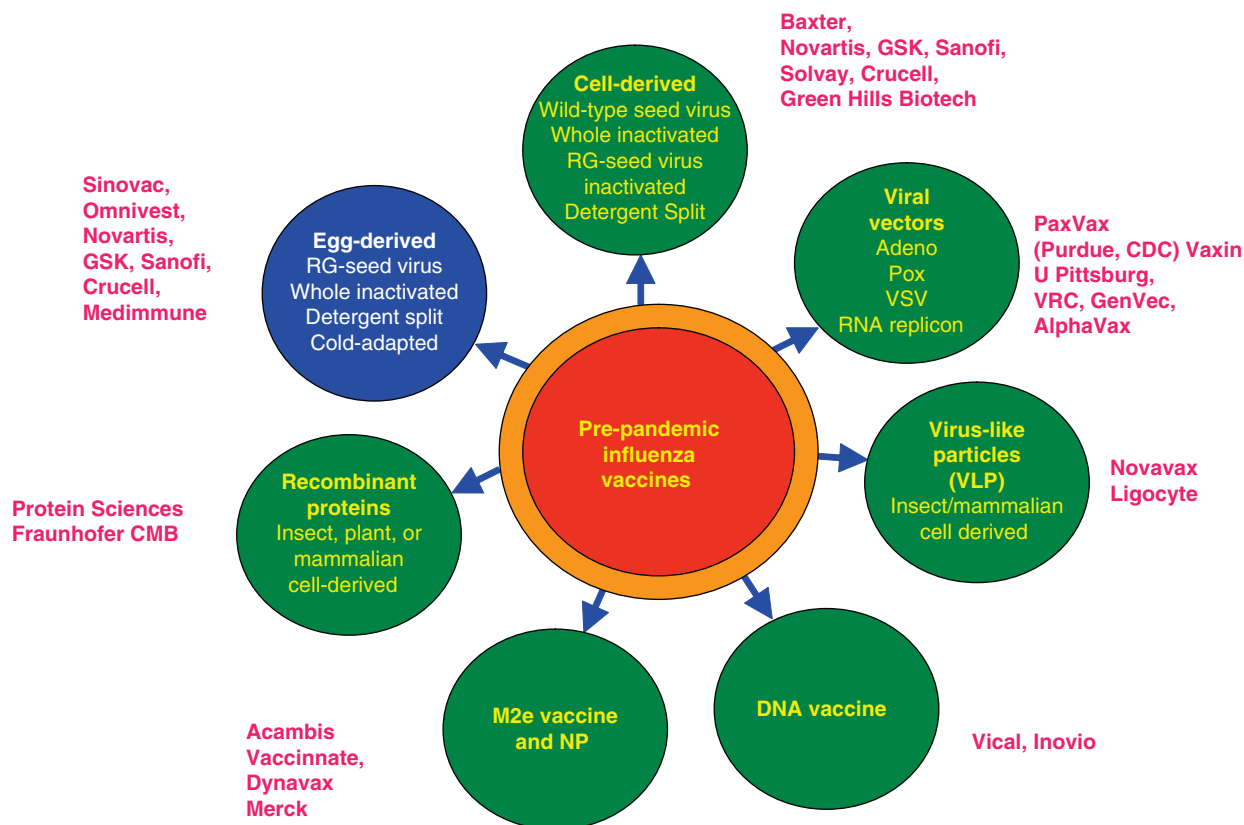 Baxter,
Novartis, GSK, Sanofi,
Solvay, Crucell,
Green Hills Biotech
Cell-derived
Wild-type seed virus
Whole inactivated
RG-seed virus
inactivated
Detergent Split
Sinovac,
Omnivest,
Novartis,
GSK, Sanofi,
Crucell,
Medimmune
Egg-derived
RG-seed virus
Whole inactivated
Detergent split
Cold-adapted
Viral
vectors
Adeno
Pox
VSV
RNA replicon
PaxVax
(Purdue, CDC) Vaxin
U Pittsburg,
VRC, GenVec,
AlphaVax
Pre-pandemic
influenza
vaccines
Virus-like
particles
(VLP)
Insect/mammalian
cell derived
Novavax
Ligocyte
Protein Sciences
Fraunhofer CMB
Recombinant
proteins
Insect, plant, or
mammalian
cell-derived
M2e vaccine
and NP
Acambis
Vaccinnate,
Dynavax
Merck
DNA vaccine
Vical, Inovio